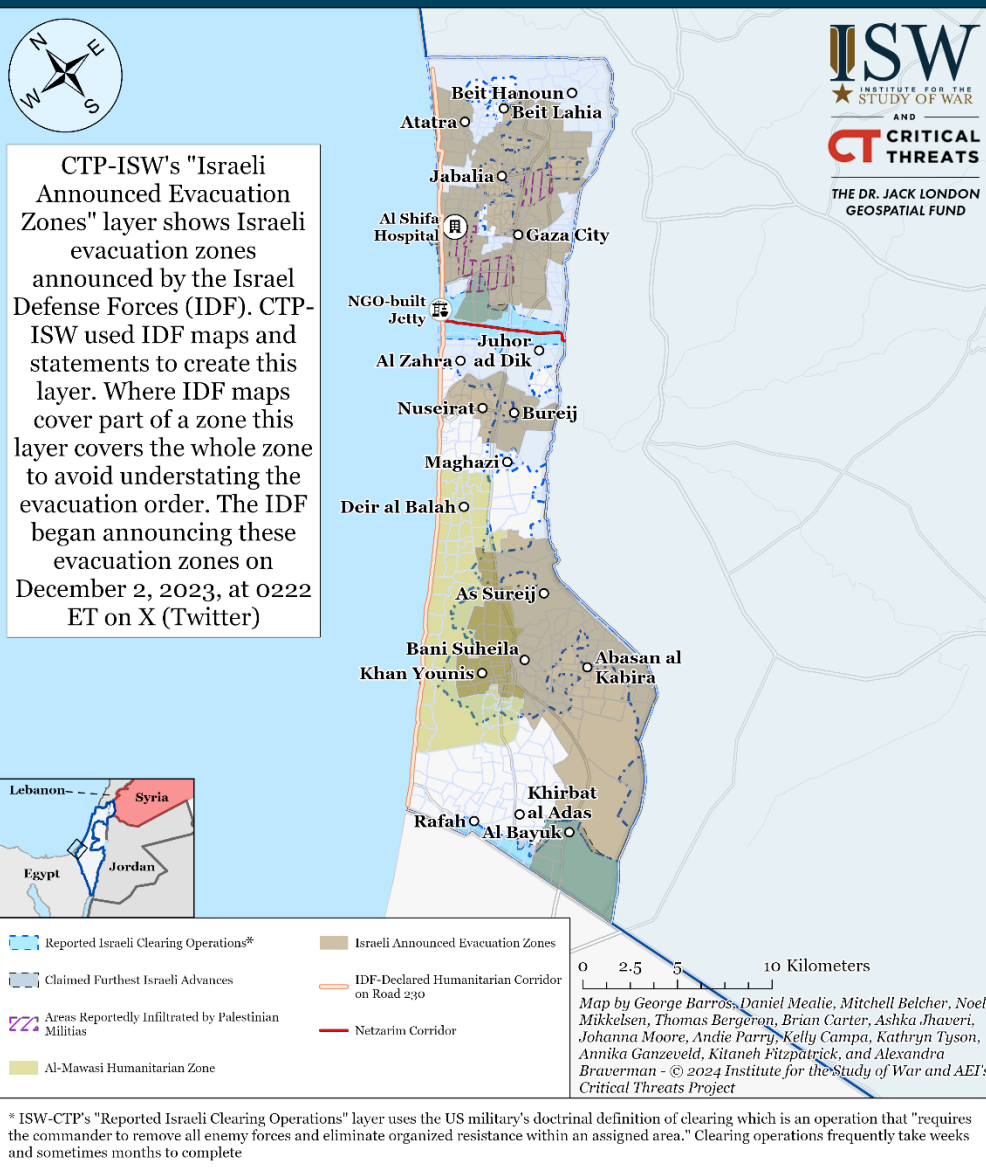 N
E
W
S
ISW
INSTITUTE FOR THE
STUDY OF WAR
AND
CT CRITICAL
THREATS
THE DR. JACK LONDON
GEOSPATIAL FUND
CTP-ISW's "Israeli
Announced Evacuation
Zones" layer shows Israeli
evacuation zones
announced by the Israel
Defense Forces (IDF). CTP-
ISW used IDF maps and
statements to create this
layer. Where IDF maps
cover part of a zone this
layer covers the whole zone
to avoid understating the
evacuation order. The IDF
began announcing these
evacuation zones on
December 2, 2023, at 0222
ET on X (Twitter)
Beit Hanoun
Beit Lahia
Atatra
Jabalia
Al Shifa
Hospital
Gaza City
NGO-built
Jetty
Juhor
ad Dik
Al Zahra
Nuseirat
Bureij
Maghazi
Deir al Balah
As Sureij
Bani Suheila
Khan Younis
Abasan al
Kabira
Khirbat
al Adas
Rafah
Al Bayuk
Lebanon
Syria
Egypt
Jordan
Reported Israeli Clearing Operations*
Claimed Furthest Israeli Advances
Areas Reportedly Infiltrated by Palestinian
Militias
Al-Mawasi Humanitarian Zone
Israeli Announced Evacuation Zones
IDF-Declared Humanitarian Corridor
on Road 230
Netzarim Corridor
0 2.5 5 10 Kilometers
Map by George Barros, Daniel Mealie, Mitchell Belcher, Noel
Mikkelsen, Thomas Bergeron, Brian Carter, Ashka Jhaveri,
Johanna Moore, Andie Parry, Kelly Campa, Kathryn Tyson,
Annika Ganzeveld, Kitaneh Fitzpatrick, and Alexandra
Braverman - © 2024 Institute for the Study of War and AEI's
Critical Threats Project
* ISW-CTP's "Reported Israeli Clearing Operations" layer uses the US military's doctrinal definition of clearing which is an operation that "requires
the commander to remove all enemy forces and eliminate organized resistance within an assigned area." Clearing operations frequently take weeks
and sometimes months to complete